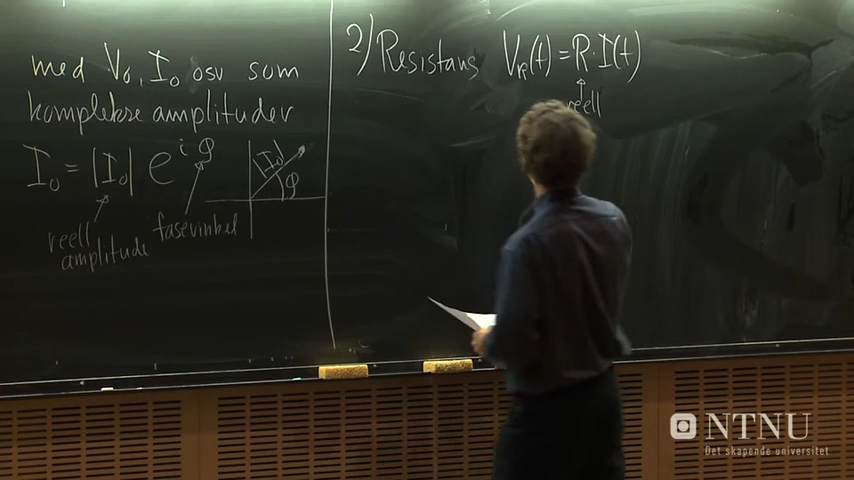 med V₀, I₀ osv som
komplekse amplituder
I₀ = |I₀| e^{iφ}
reell
amplitude
fasevinkel
|I₀|
φ
2) Resistans V_R(t) = R · I(t)
reell
NTNU
Det skapende universitet